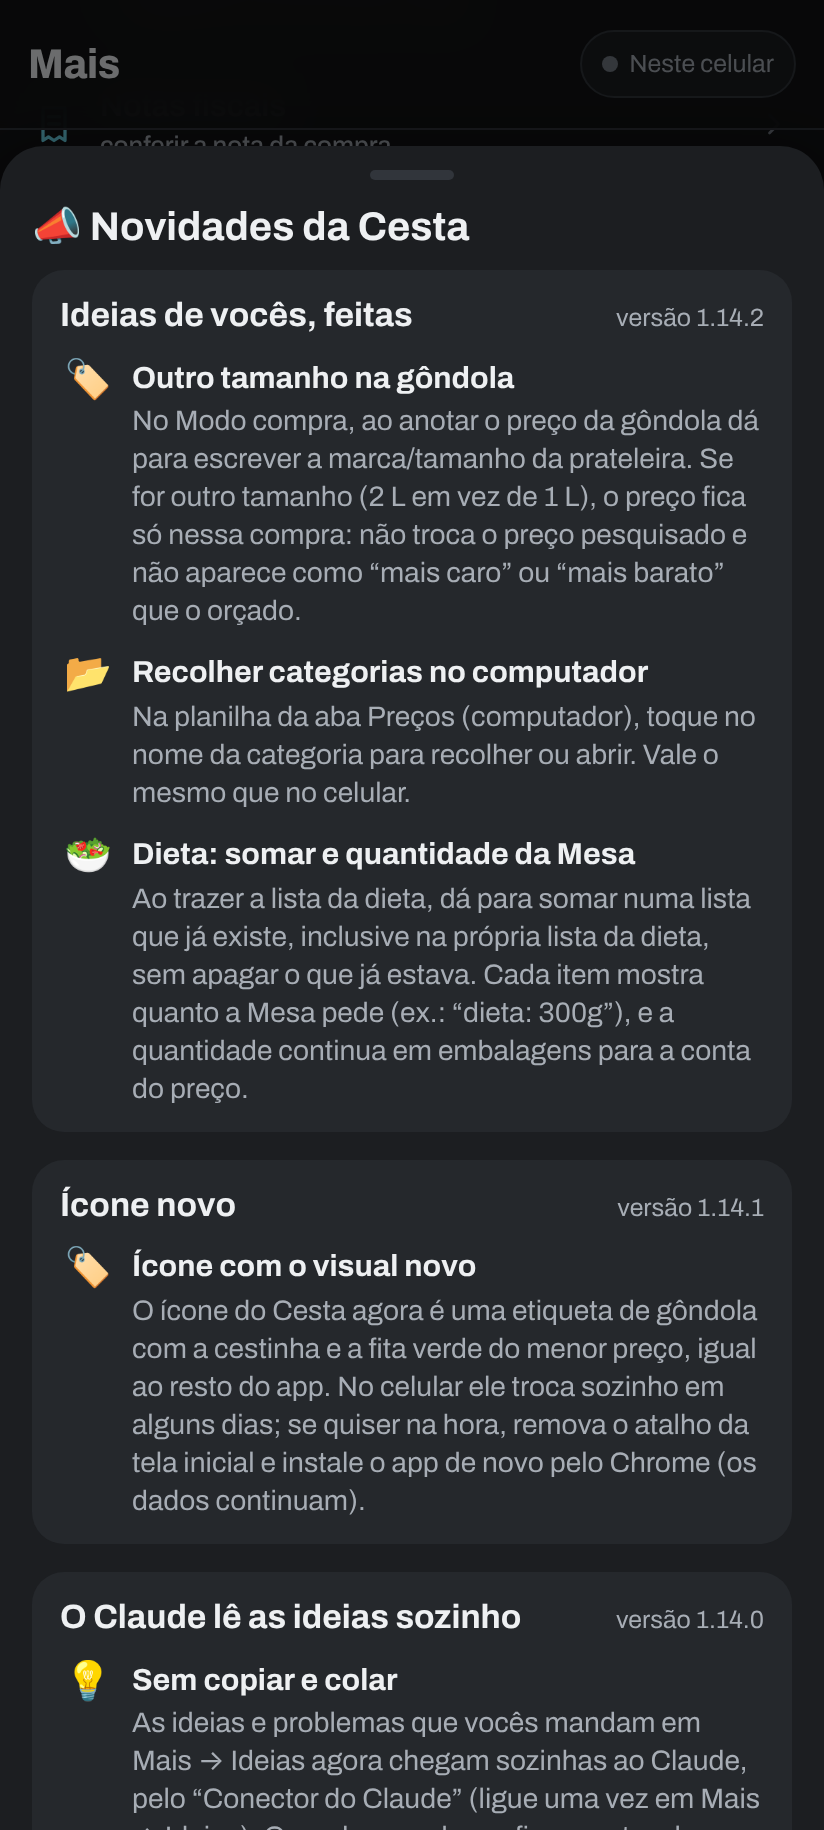 Mais
Neste celular
conferir a nota da compra
Novidades da Cesta
Ideias de vocês, feitas
versão 1.14.2
Outro tamanho na gôndola
No Modo compra, ao anotar o preço da gôndola dá
para escrever a marca/tamanho da prateleira. Se
for outro tamanho (2 L em vez de 1 L), o preço fica
só nessa compra: não troca o preço pesquisado e
não aparece como “mais caro” ou “mais barato”
que o orçado.
Recolher categorias no computador
Na planilha da aba Preços (computador), toque no
nome da categoria para recolher ou abrir. Vale o
mesmo que no celular.
Dieta: somar e quantidade da Mesa
Ao trazer a lista da dieta, dá para somar numa lista
que já existe, inclusive na própria lista da dieta,
sem apagar o que já estava. Cada item mostra
quanto a Mesa pede (ex.: “dieta: 300g”), e a
quantidade continua em embalagens para a conta
do preço.
Ícone novo
versão 1.14.1
Ícone com o visual novo
O ícone do Cesta agora é uma etiqueta de gôndola
com a cestinha e a fita verde do menor preço, igual
ao resto do app. No celular ele troca sozinho em
alguns dias; se quiser na hora, remova o atalho da
tela inicial e instale o app de novo pelo Chrome (os
dados continuam).
O Claude lê as ideias sozinho
versão 1.14.0
Sem copiar e colar
As ideias e problemas que vocês mandam em
Mais → Ideias agora chegam sozinhas ao Claude,
pelo “Conector do Claude” (ligue uma vez em Mais